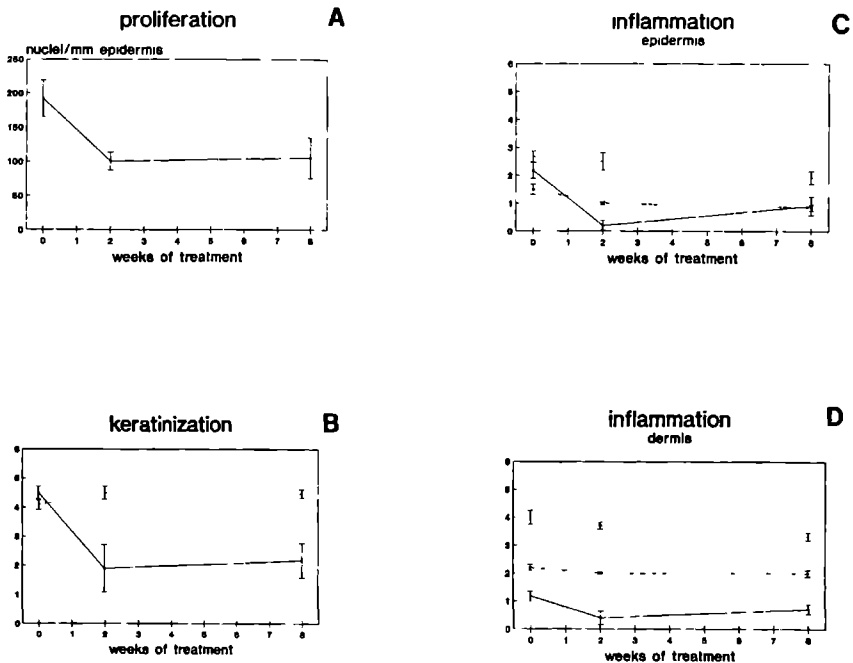 proliferation
A
nuclei/mm epidermis
250
200
150
100
50
0
0 1 2 3 4 5 6 7 8
weeks of treatment
inflammation
C
epidermis
6
5
4
3
2
1
0
0 1 2 3 4 5 6 7 8
weeks of treatment
keratinization
B
6
5
4
3
2
1
0
0 1 2 3 4 5 6 7 8
weeks of treatment
inflammation
D
dermis
6
5
4
3
2
1
0
0 1 2 3 4 5 6 7 8
weeks of treatment